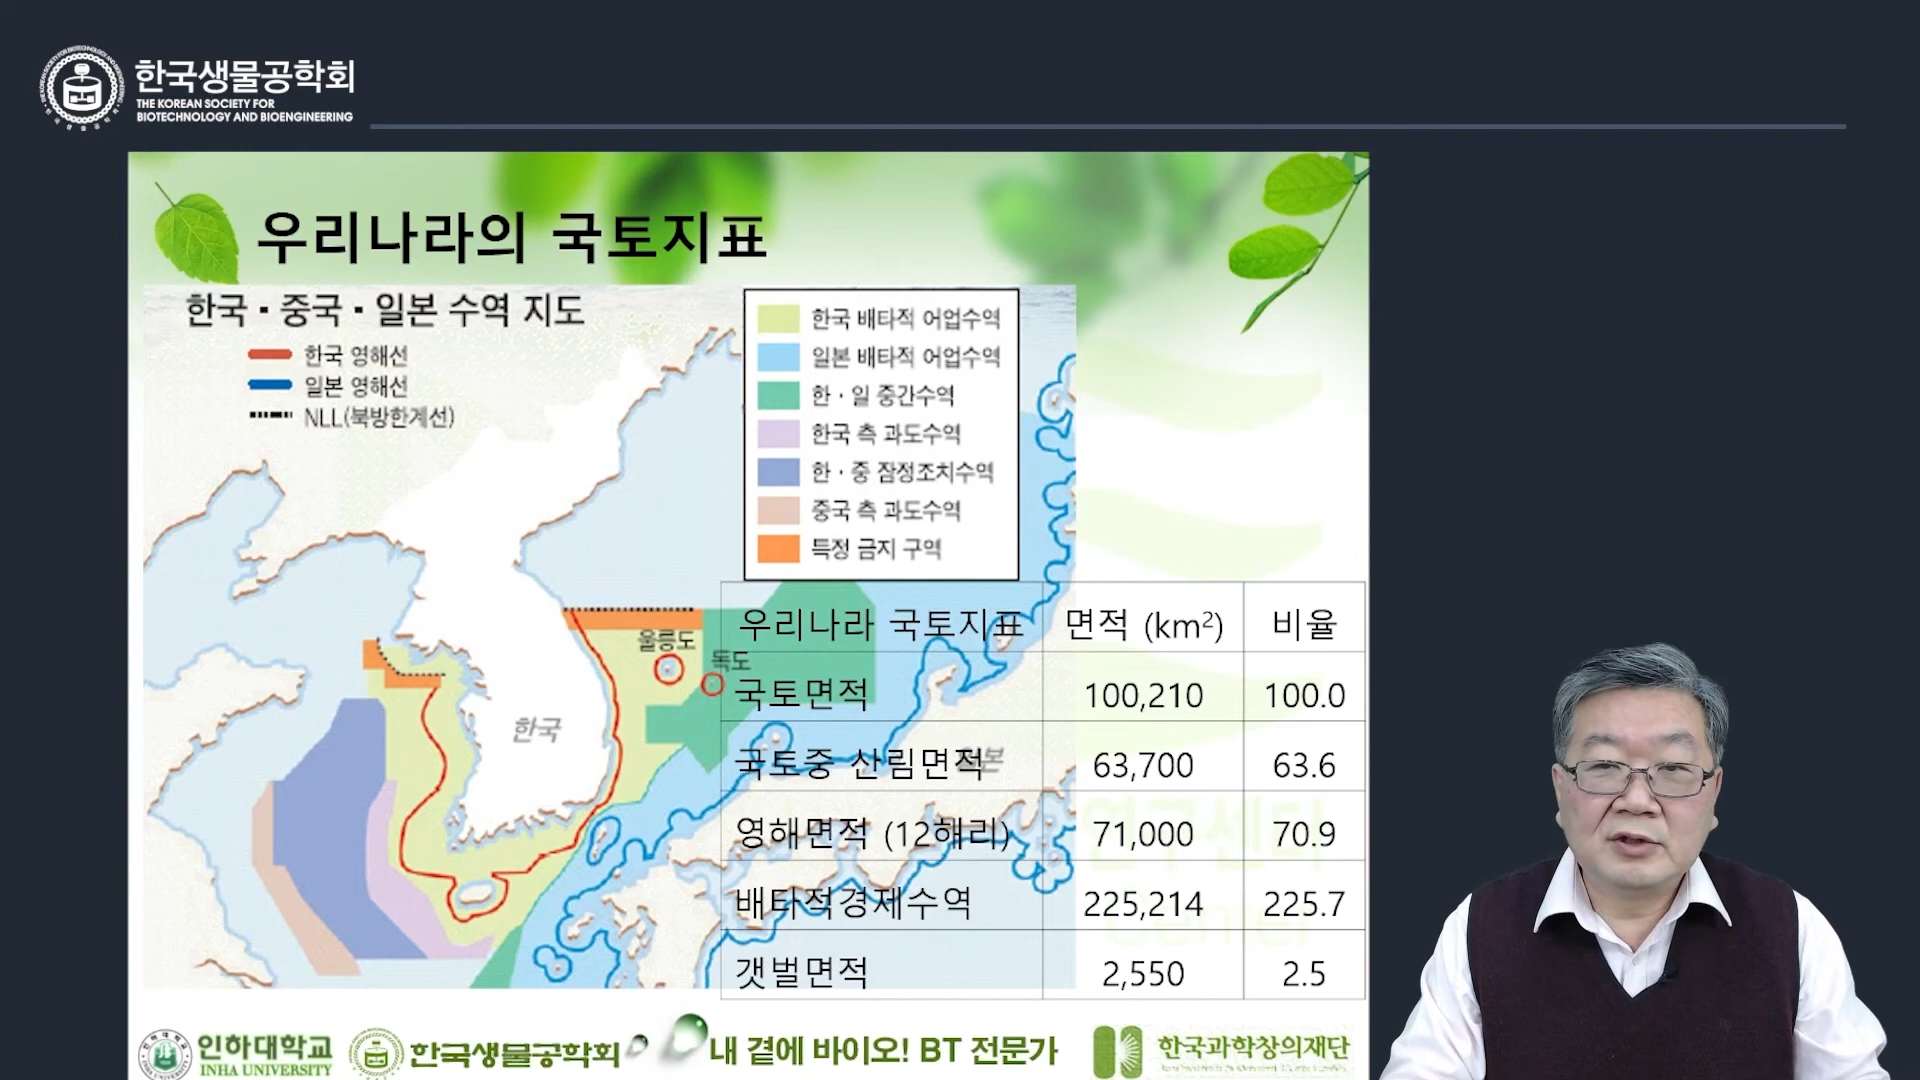 한국생물공학회
THE KOREAN SOCIETY FOR
BIOTECHNOLOGY AND BIOENGINEERING
우리나라의 국토지표
한국·중국·일본 수역 지도
한국 영해선
일본 영해선
NLL(북방한계선)
한국 배타적 어업수역
일본 배타적 어업수역
한·일 중간수역
한국 측 과도수역
한·중 잠정조치수역
중국 측 과도수역
특정 금지 구역
울릉도
독도
한국
우리나라 국토지표 면적 (km²) 비율
국토면적 100,210 100.0
국토중 산림면적 63,700 63.6
영해면적 (12해리) 71,000 70.9
배타적경제수역 225,214 225.7
갯벌면적 2,550 2.5
연구센터
인하대학교
INHA UNIVERSITY
한국생물공학회
내 곁에 바이오! BT 전문가
한국과학창의재단